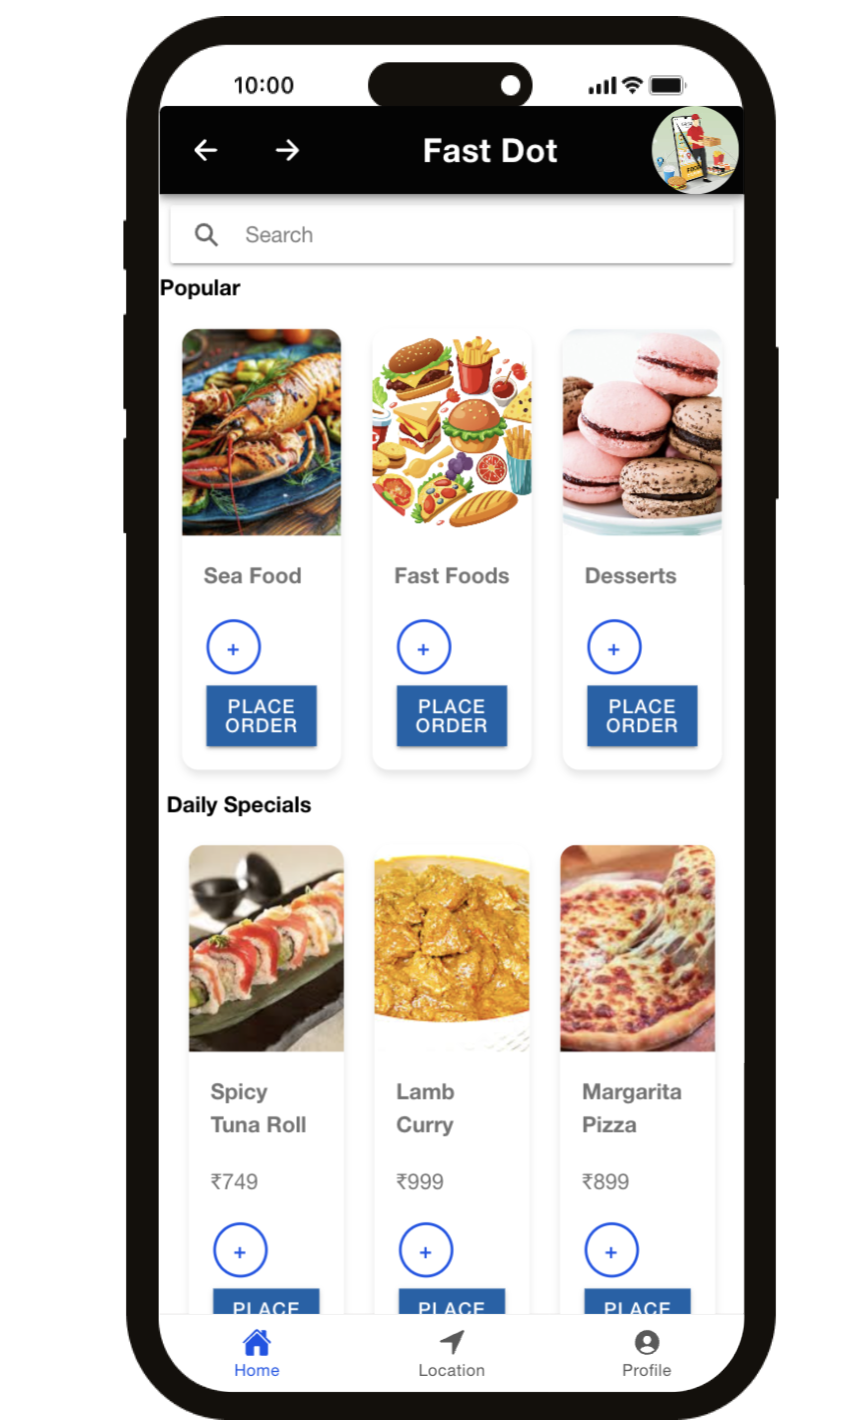 10:00
Fast Dot
Search
Popular
Sea Food
Fast Foods
Desserts
+
+
+
PLACE
ORDER
PLACE
ORDER
PLACE
ORDER
Daily Specials
Spicy
Tuna Roll
Lamb
Curry
Margarita
Pizza
₹749
₹999
₹899
+
+
+
PLACE
PLACE
PLACE
Home
Location
Profile